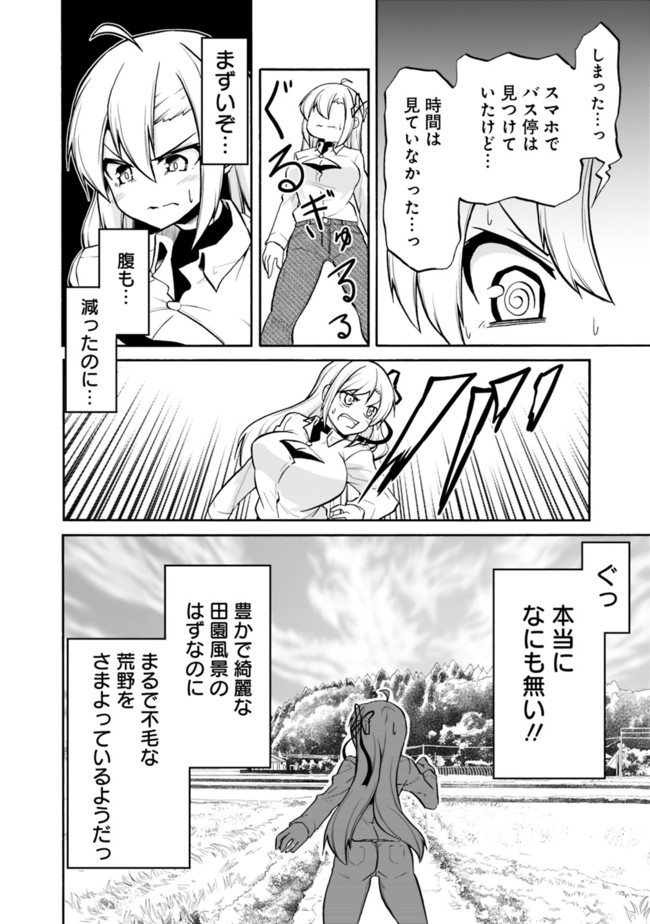 しまった…っ
スマホで
バス停は
見つけて
いたけど…
時間は
見ていなかった…っ
ぐるる
ぎゅるるる
まずいぞ…
腹も…
減ったのに…
バッ
ぐっ
本当に
なにも無い!!
豊かで綺麗な
田園風景の
はずなのに
まるで不毛な
荒野を
さまよっているようだっ